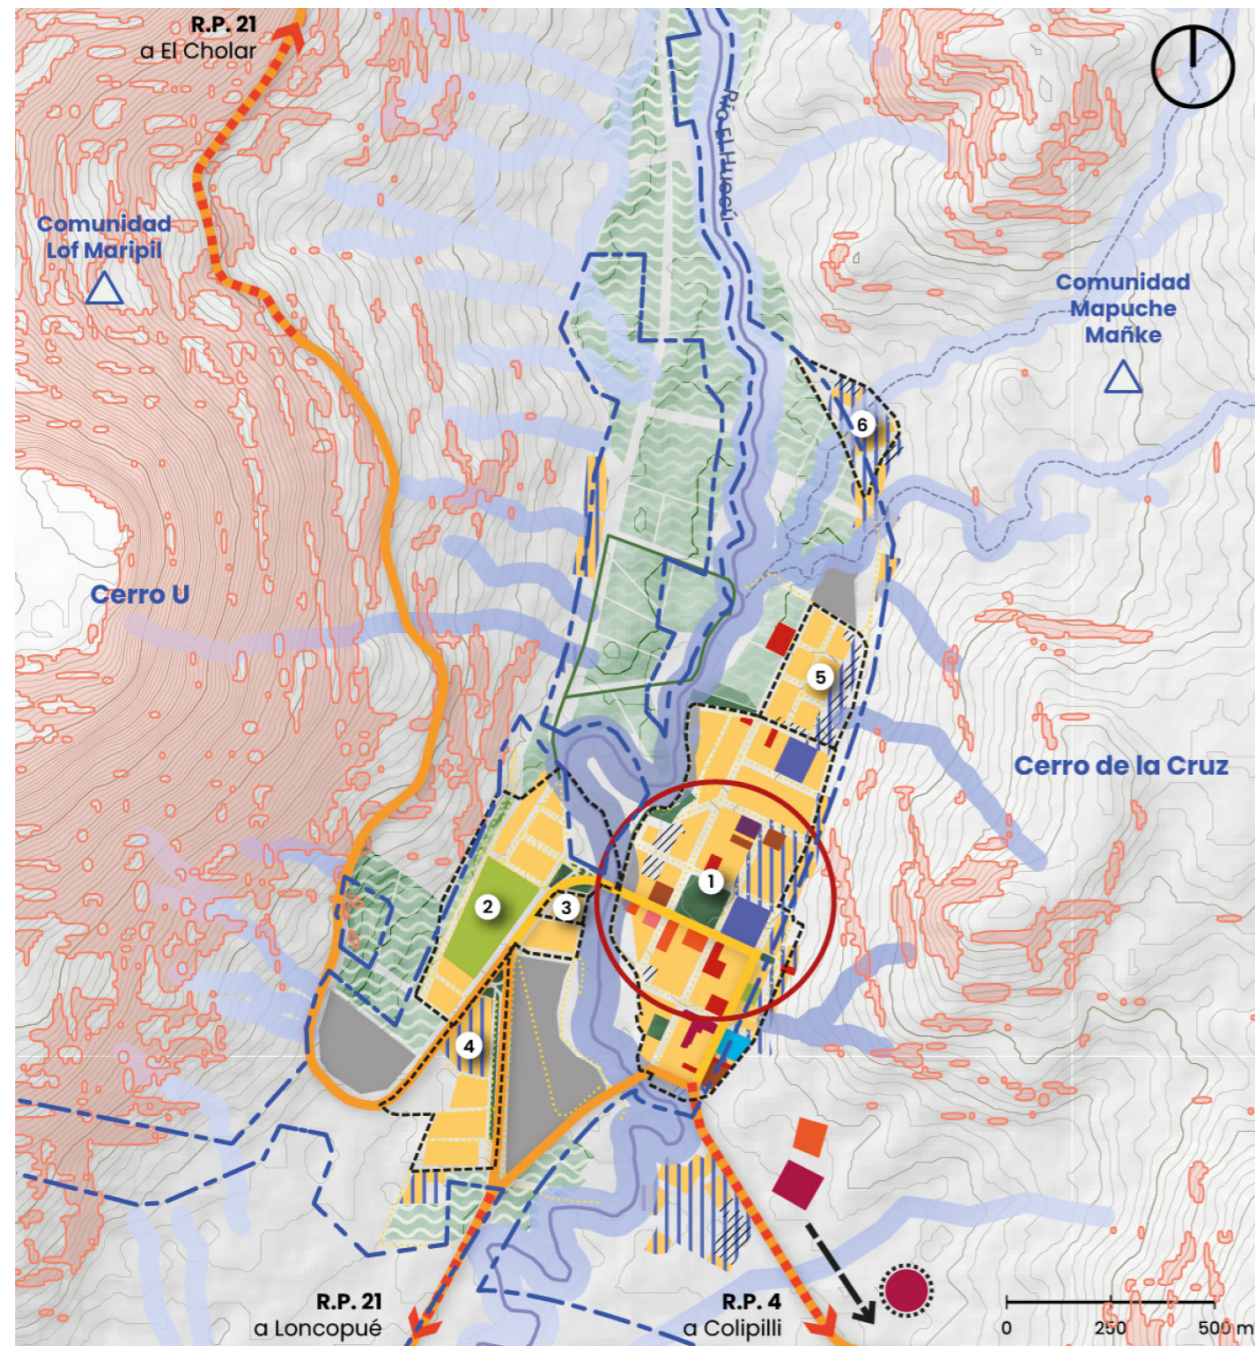 R.P. 21
a El Cholar
Río El Huecú
Comunidad
Lof Maripil
Comunidad
Mapuche
Mañke
6
Cerro U
5
Cerro de la Cruz
1
2
3
4
R.P. 21
a Loncopué
R.P. 4
a Colipilli
0 250 500 m